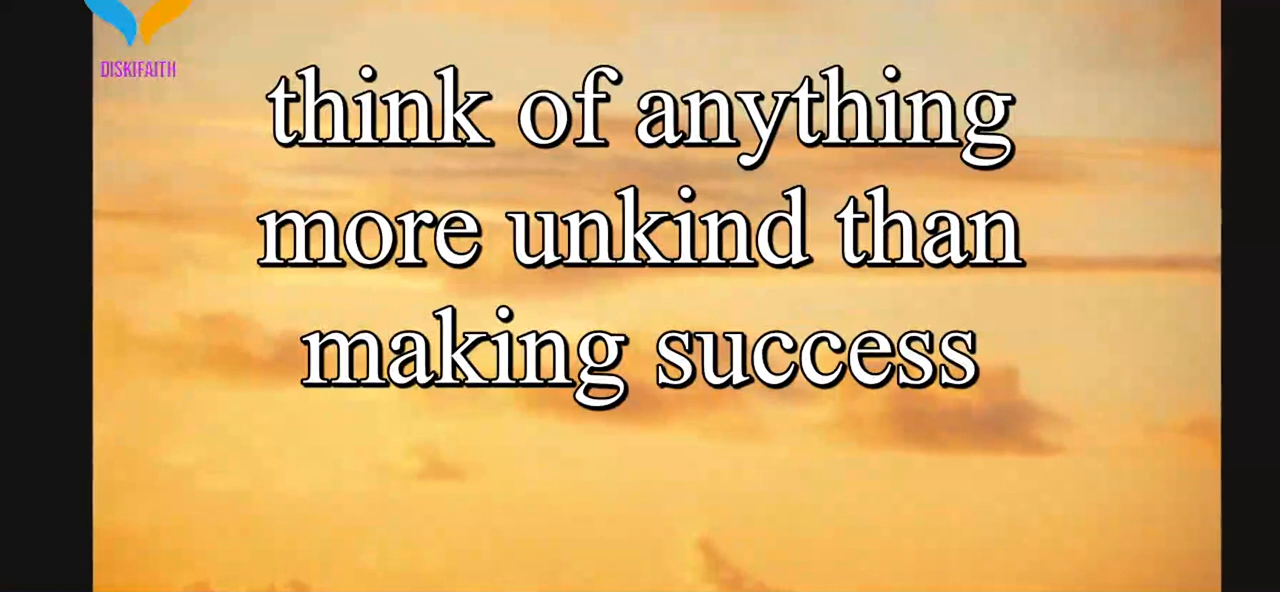 DISKIFAITH
think of anything
more unkind than
making success